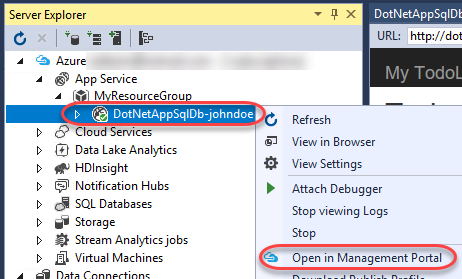 Server Explorer
DotNetAppSqlDb
URL: http://dot
Azure
My TodoL
App Service
MyResourceGroup
DotNetAppSqlDb-johndoe
Refresh
Cloud Services
View in Browser
Data Lake Analytics
View Settings
HDInsight
Notification Hubs
Attach Debugger
SQL Databases
Stop viewing Logs
Storage
Stop
Stream Analytics jobs
Virtual Machines
Open in Management Portal
Data Connections
Download Publish Profile